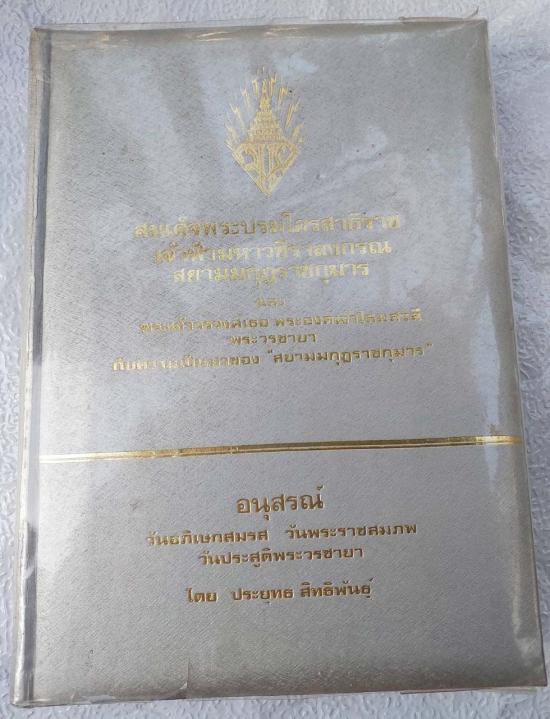 สมเด็จพระบรมโอรสาธิราช
เจ้าฟ้ามหาวชิราลงกรณ
สยามมกุฎราชกุมาร
และ
พระเจ้าวรวงศ์เธอ พระองค์เจ้าโสมสวลี
พระวรชายา
กับความเป็นมาของ "สยามมกุฎราชกุมาร"
อนุสรณ์
วันอภิเษกสมรส วันพระราชสมภพ
วันประสูติพระวรชายา
โดย ประยุทธ สิทธิพันธุ์